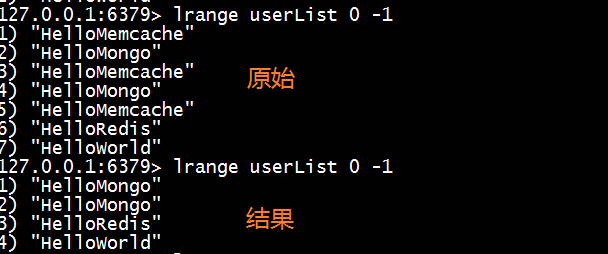 127.0.0.1:6379> lrange userList 0 -1
1) "HelloMemcache"
2) "HelloMongo"
3) "HelloMemcache"
原始
4) "HelloMongo"
5) "HelloMemcache"
6) "HelloRedis"
7) "HelloWorld"
127.0.0.1:6379> lrange userList 0 -1
1) "HelloMongo"
2) "HelloMongo"
3) "HelloRedis"
结果
4) "HelloWorld"